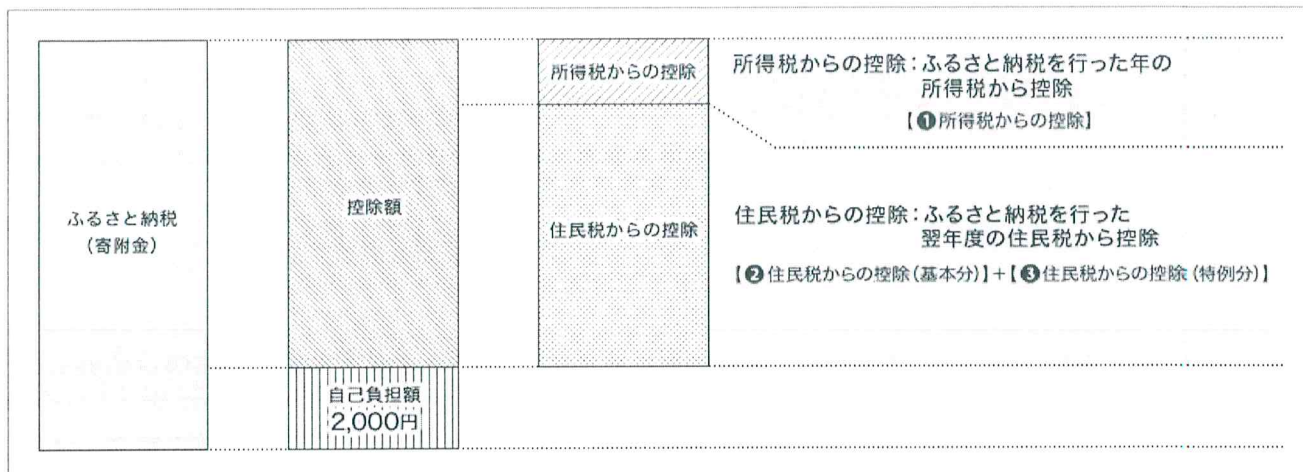 ふるさと納税
(寄附金)
控除額
自己負担額
2,000円
所得税からの控除
住民税からの控除
所得税からの控除：ふるさと納税を行った年の
所得税から控除
【❶所得税からの控除】
住民税からの控除：ふるさと納税を行った
翌年度の住民税から控除
【❷住民税からの控除(基本分)】+【❸住民税からの控除(特例分)】